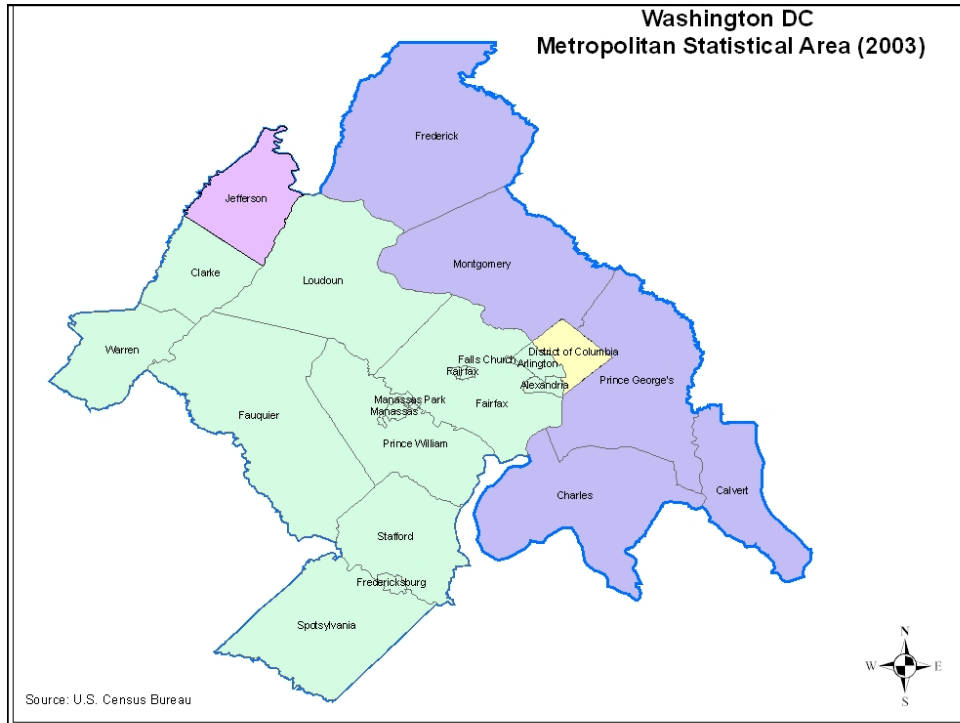 Washington DC
Metropolitan Statistical Area (2003)
Frederick
Jefferson
Montgomery
Clarke
Loudoun
Warren
District of Columbia
Falls Church
Arlington
Fairfax
Prince George's
Alexandria
Manassas Park
Fairfax
Manassas
Fauquier
Prince William
Calvert
Charles
Stafford
Fredericksburg
Spotsylvania
N
W E
S
Source: U.S. Census Bureau